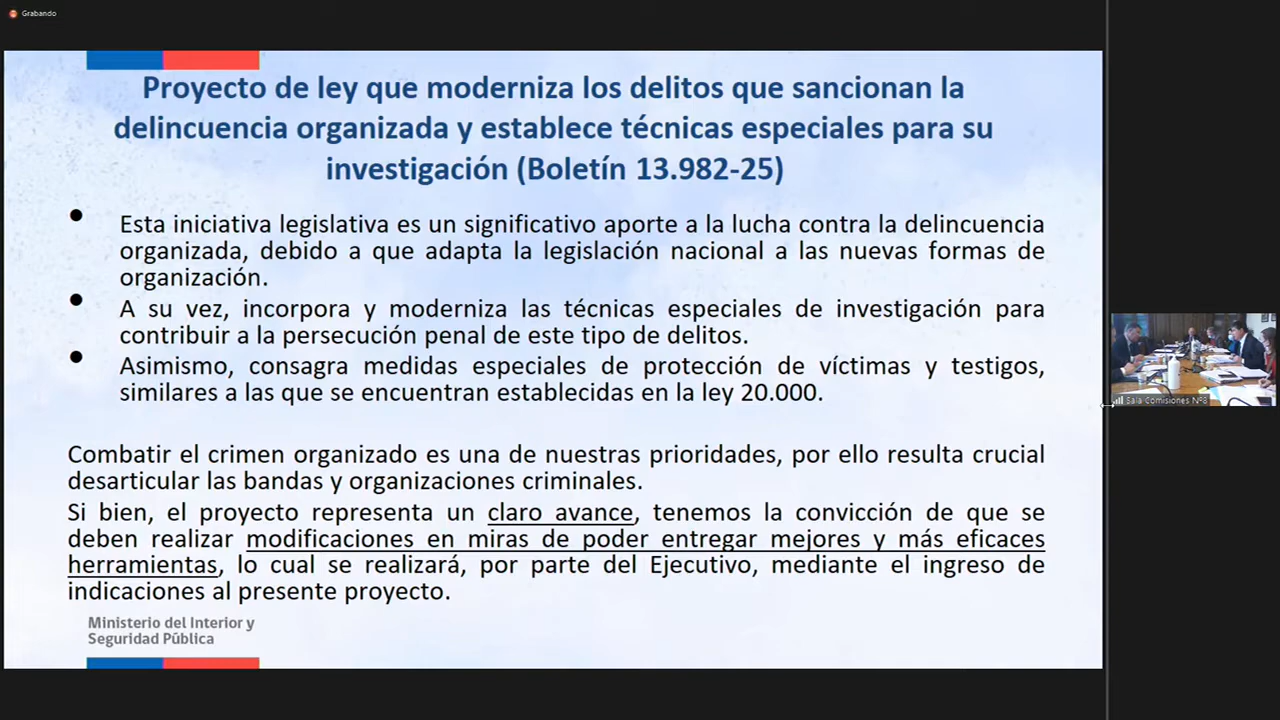 Grabando
Proyecto de ley que moderniza los delitos que sancionan la
delincuencia organizada y establece técnicas especiales para su
investigación (Boletín 13.982-25)
Esta iniciativa legislativa es un significativo aporte a la lucha contra la delincuencia
organizada, debido a que adapta la legislación nacional a las nuevas formas de
organización.
A su vez, incorpora y moderniza las técnicas especiales de investigación para
contribuir a la persecución penal de este tipo de delitos.
Asimismo, consagra medidas especiales de protección de víctimas y testigos,
similares a las que se encuentran establecidas en la ley 20.000.
Combatir el crimen organizado es una de nuestras prioridades, por ello resulta crucial
desarticular las bandas y organizaciones criminales.
Si bien, el proyecto representa un claro avance, tenemos la convicción de que se
deben realizar modificaciones en miras de poder entregar mejores y más eficaces
herramientas, lo cual se realizará, por parte del Ejecutivo, mediante el ingreso de
indicaciones al presente proyecto.
Ministerio del Interior y
Seguridad Pública
Sala Comisiones N°8